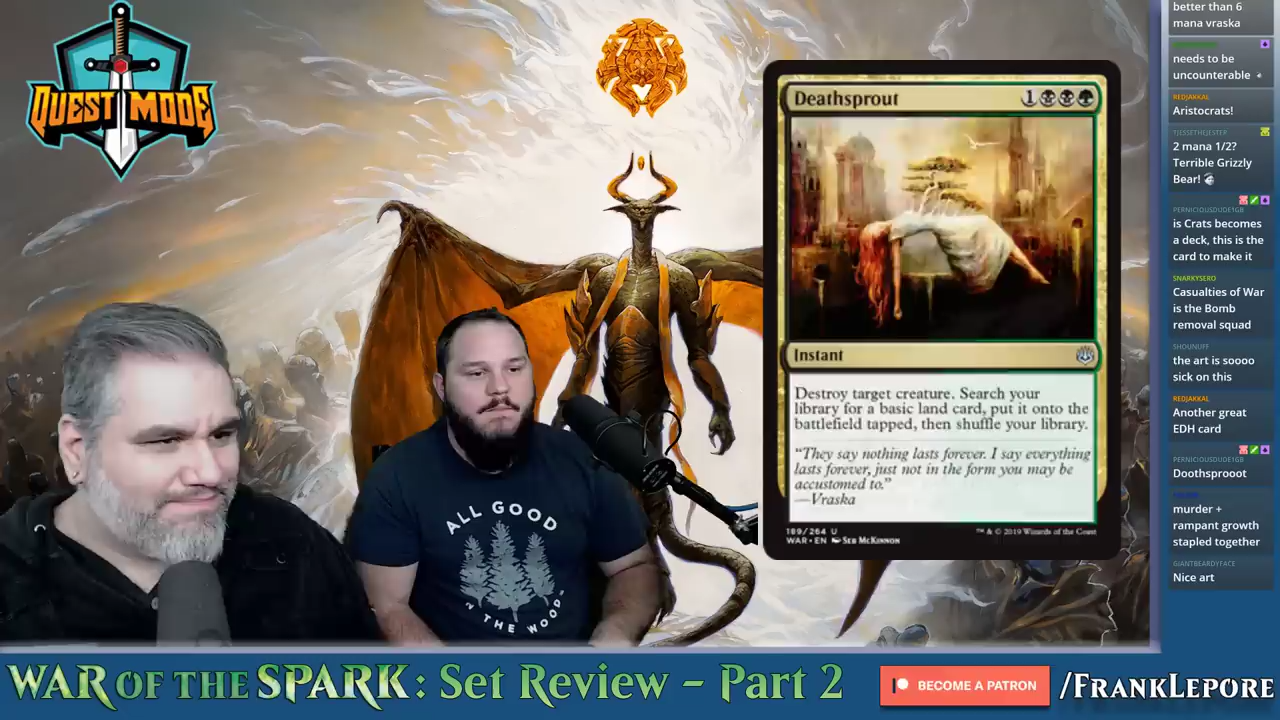 QUEST MODE
Deathsprout
1
Instant
Destroy target creature. Search your
library for a basic land card, put it onto the
battlefield tapped, then shuffle your library.
“They say nothing lasts forever. I say everything
lasts forever, just not in the form you may be
accustomed to.”
—Vraska
189/264 U
WAR • EN SEB MCKINNON
™ & © 2019 Wizards of the Coast
ALL GOOD
THE WOOD
better than 6
mana vraska
needs to be
uncounterable
REDJAKKAL
Aristocrats!
TJESSETHEJESTER
2 mana 1/2?
Terrible Grizzly
Bear!
PERNICIOUSDUDE1GB
is Crats becomes
a deck, this is the
card to make it
SNARKYSERO
Casualties of War
is the Bomb
removal squad
SHOUNUFF
the art is soooo
sick on this
REDJAKKAL
Another great
EDH card
PERNICIOUSDUDE1GB
Doothsprooot
murder +
rampant growth
stapled together
GIANTBEARDYFACE
Nice art
WAR OF THE SPARK: Set Review - Part 2
BECOME A PATRON
/FRANKLEPORE